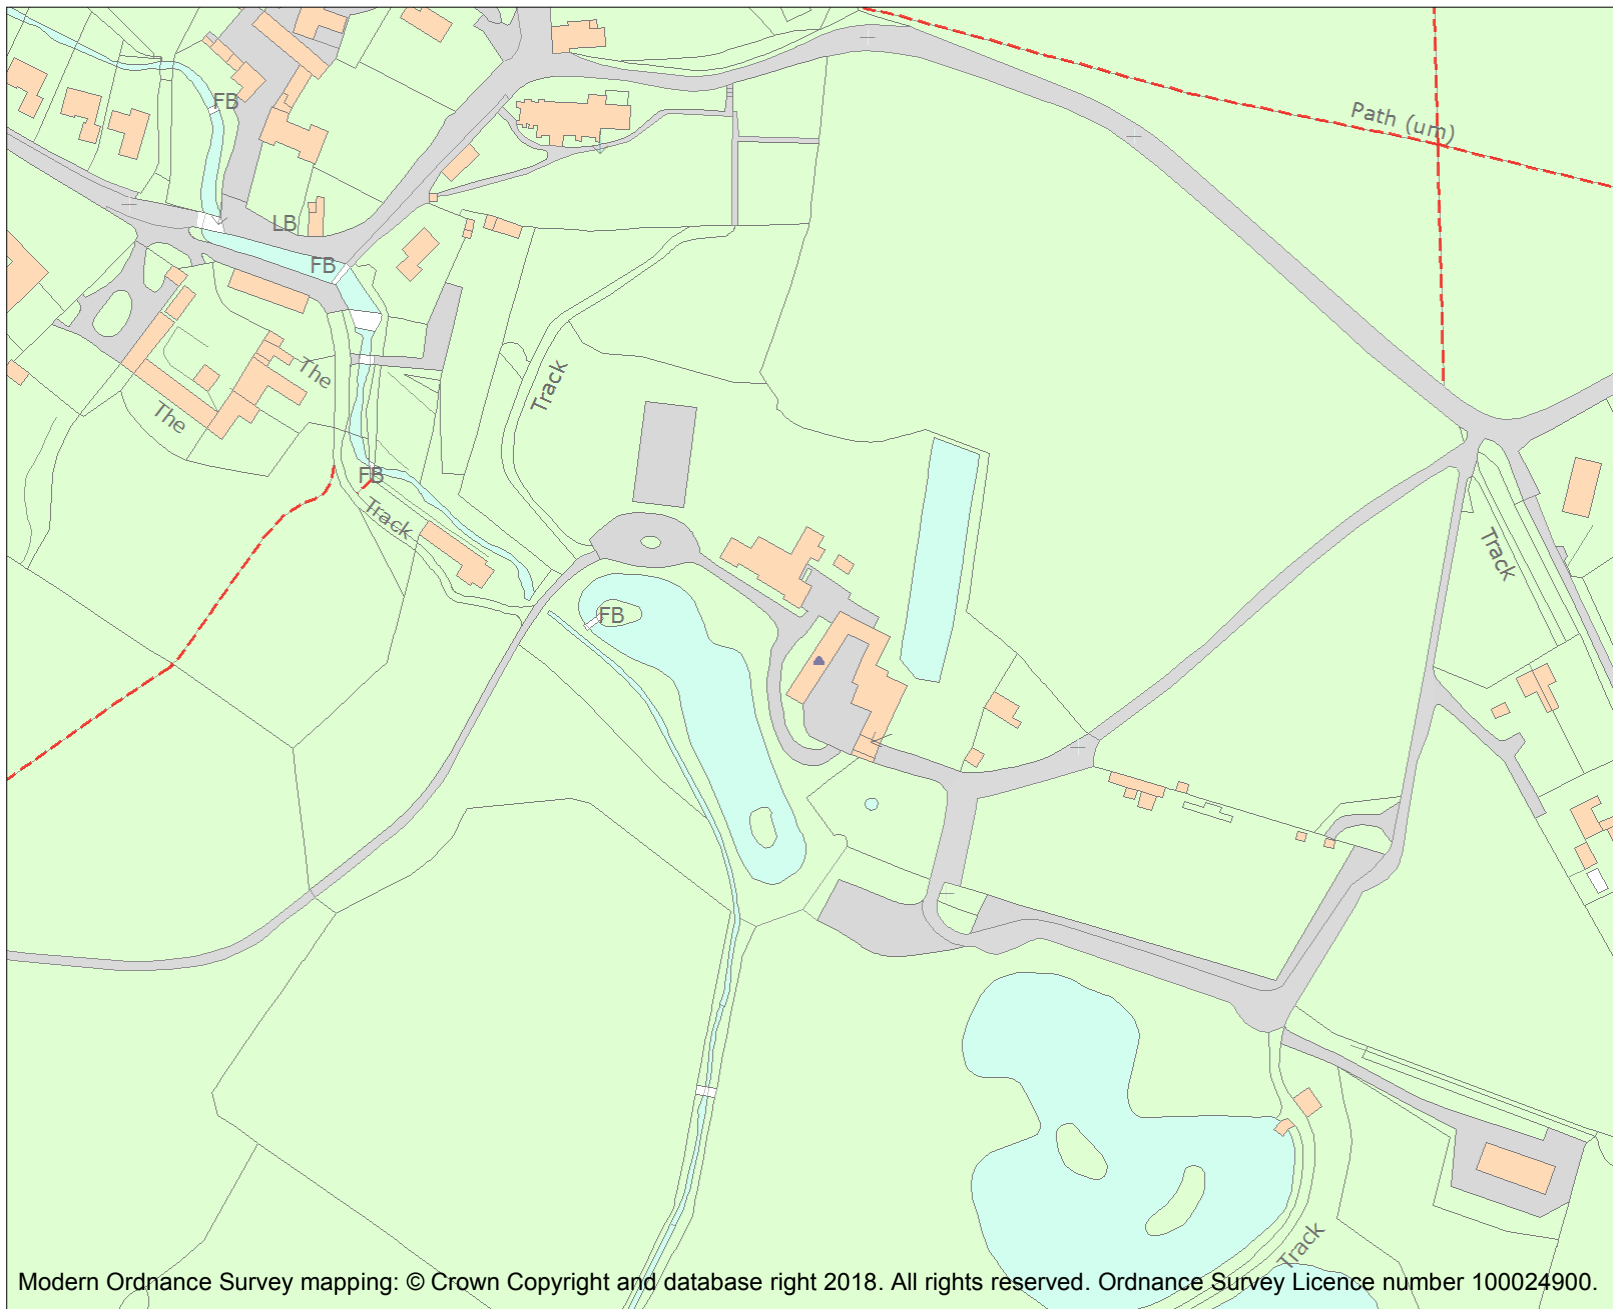 FB
Path (um)
LB
FB
The
Track
The
FB
Track
Track
FB
Track
Modern Ordnance Survey mapping: © Crown Copyright and database right 2018. All rights reserved. Ordnance Survey Licence number 100024900.